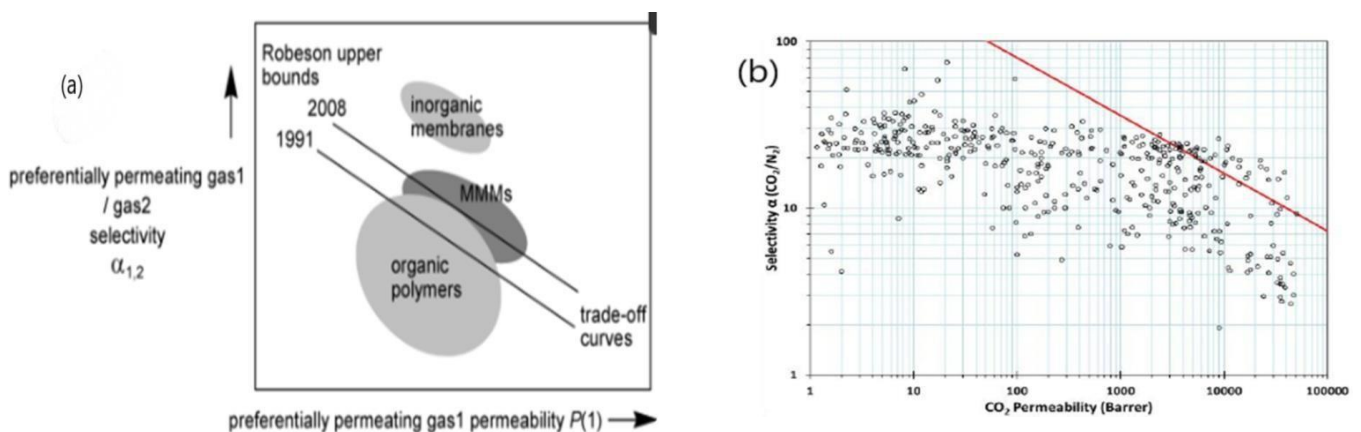 (a)
Robeson upper
bounds
2008
1991
inorganic
membranes
MMMs
organic
polymers
trade-off
curves
preferentially permeating gas1
/ gas2
selectivity
α1,2
preferentially permeating gas1 permeability P(1)
(b)
Selectivity α (CO2/N2)
100
10
1
1 10 100 1000 10000 100000
CO2 Permeability (Barrer)